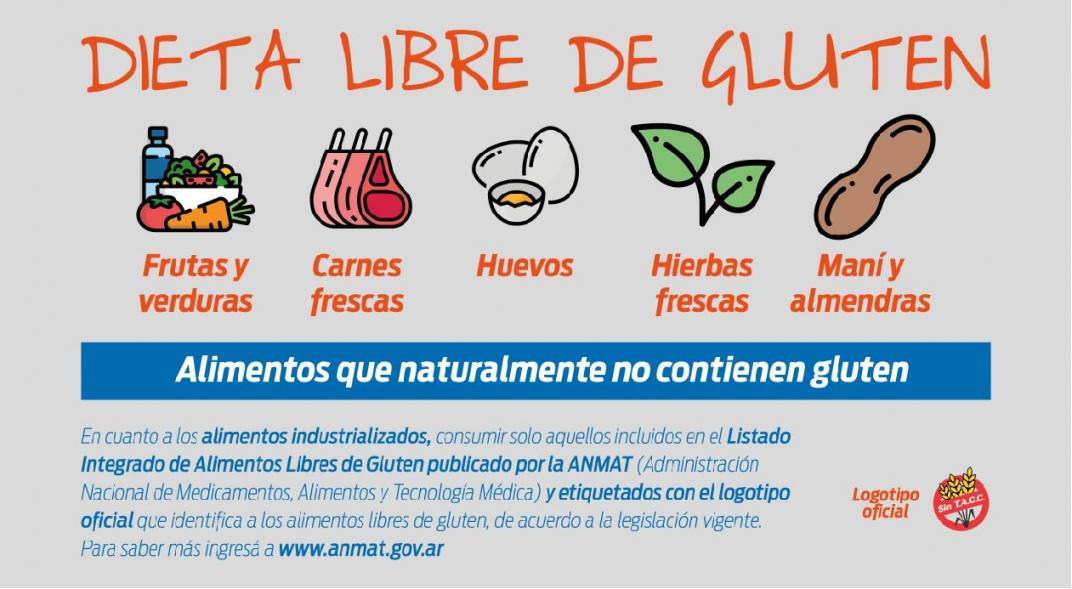 DIETA LIBRE DE GLUTEN
Frutas y
verduras
Carnes
frescas
Huevos
Hierbas
frescas
Maní y
almendras
Alimentos que naturalmente no contienen gluten
En cuanto a los alimentos industrializados, consumir solo aquellos incluidos en el Listado
Integrado de Alimentos Libres de Gluten publicado por la ANMAT (Administración
Nacional de Medicamentos, Alimentos y Tecnología Médica) y etiquetados con el logotipo
oficial que identifica a los alimentos libres de gluten, de acuerdo a la legislación vigente.
Para saber más ingresá a www.anmat.gov.ar
Logotipo
oficial
Sin T.A.C.C.